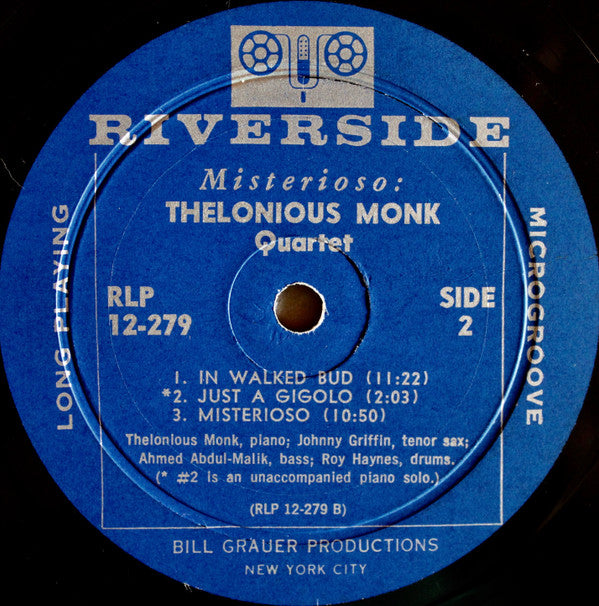 RIVERSIDE
Misterioso:
THELONIOUS MONK
Quartet
LONG PLAYING
MICROGROOVE
RLP
12-279
SIDE
2
1. IN WALKED BUD (11:22)
*2. JUST A GIGOLO (2:03)
3. MISTERIOSO (10:50)
Thelonious Monk, piano; Johnny Griffin, tenor sax;
Ahmed Abdul-Malik, bass; Roy Haynes, drums.
(* #2 is an unaccompanied piano solo.)
(RLP 12-279 B)
BILL GRAUER PRODUCTIONS
NEW YORK CITY